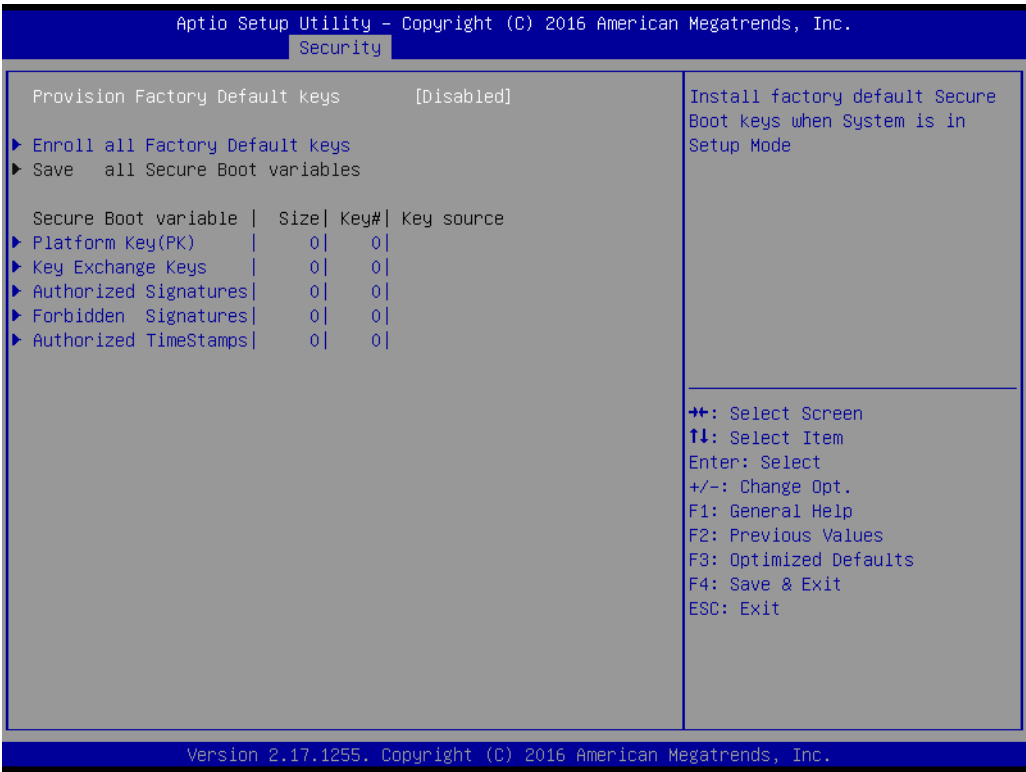 Aptio Setup Utility – Copyright (C) 2016 American Megatrends, Inc.
Security
Provision Factory Default keys [Disabled]
Enroll all Factory Default keys
Save all Secure Boot variables
Secure Boot variable | Size| Key#| Key source
Platform Key(PK) | 0| 0|
Key Exchange Keys | 0| 0|
Authorized Signatures| 0| 0|
Forbidden Signatures| 0| 0|
Authorized TimeStamps| 0| 0|
Install factory default Secure
Boot keys when System is in
Setup Mode
→←: Select Screen
↑↓: Select Item
Enter: Select
+/-: Change Opt.
F1: General Help
F2: Previous Values
F3: Optimized Defaults
F4: Save & Exit
ESC: Exit
Version 2.17.1255. Copyright (C) 2016 American Megatrends, Inc.